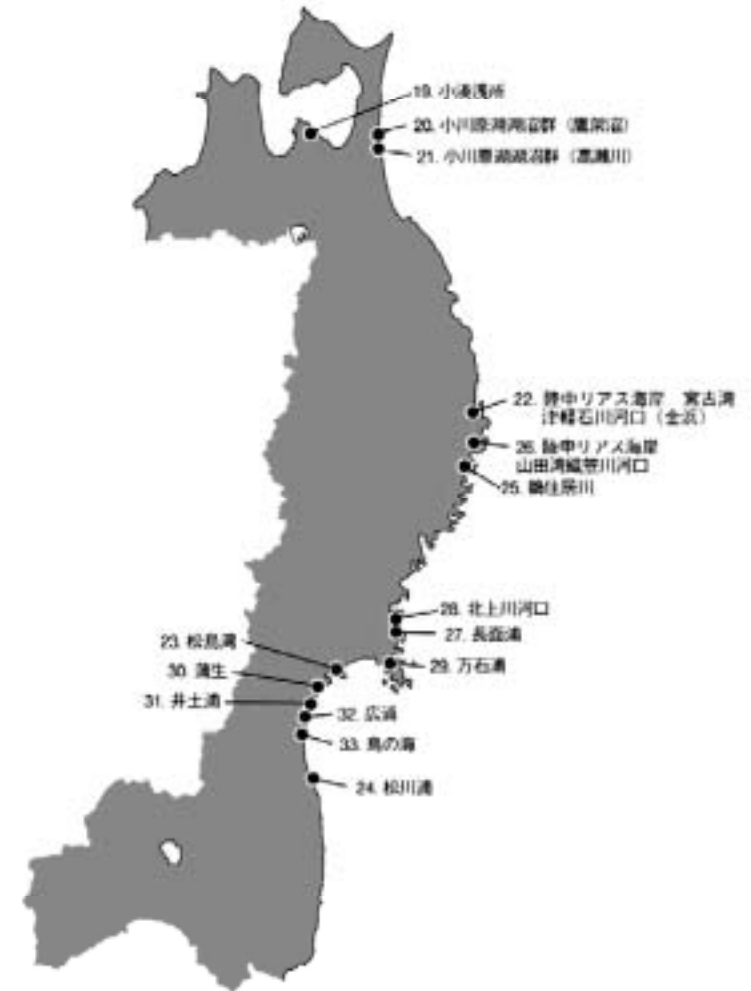 19. 小湊浅所
20. 小川原湖湖沼群（鷹架沼）
21. 小川原湖湖沼群（高瀬川）
22. 陸中リアス海岸　宮古湾
津軽石川河口（金浜）
26. 陸中リアス海岸
山田湾織笠川河口
25. 鵜住居川
28. 北上川河口
27. 長面浦
23. 松島湾
29. 万石浦
30. 蒲生
31. 井土浦
32. 広浦
33. 鳥の海
24. 松川浦